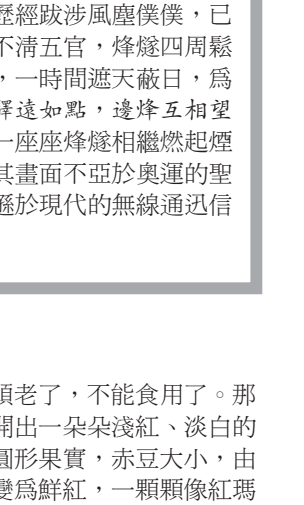 歷經跋涉風塵僕僕，已
不淸五官，烽燧四周鬆
，一時間遮天蔽日，爲
驛遠如點，邊烽互相望
一座座烽燧相繼燃起煙
其畫面不亞於奧運的聖
遜於現代的無線通迅信
頭老了，不能食用了。那
開出一朵朵淺紅、淡白的
圓形果實，赤豆大小，由
變爲鮮紅，一顆顆像紅瑪